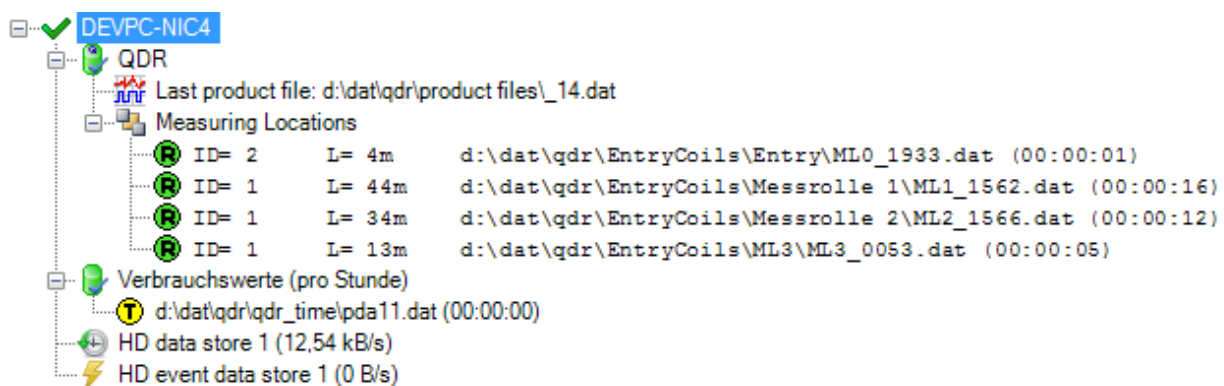 DEVPC-NIC4
QDR
Last product file: d:\dat\qdr\product files\_14.dat
Measuring Locations
R ID= 2 L= 4m d:\dat\qdr\EntryCoils\Entry\ML0_1933.dat (00:00:01)
R ID= 1 L= 44m d:\dat\qdr\EntryCoils\Messrolle 1\ML1_1562.dat (00:00:16)
R ID= 1 L= 34m d:\dat\qdr\EntryCoils\Messrolle 2\ML2_1566.dat (00:00:12)
R ID= 1 L= 13m d:\dat\qdr\EntryCoils\ML3\ML3_0053.dat (00:00:05)
Verbrauchswerte (pro Stunde)
T d:\dat\qdr\qdr_time\pda11.dat (00:00:00)
HD data store 1 (12,54 kB/s)
HD event data store 1 (0 B/s)